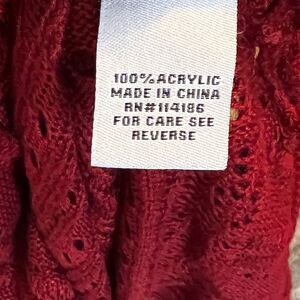 100% ACRYLIC
MADE IN CHINA
RN#114186
FOR CARE SEE
REVERSE